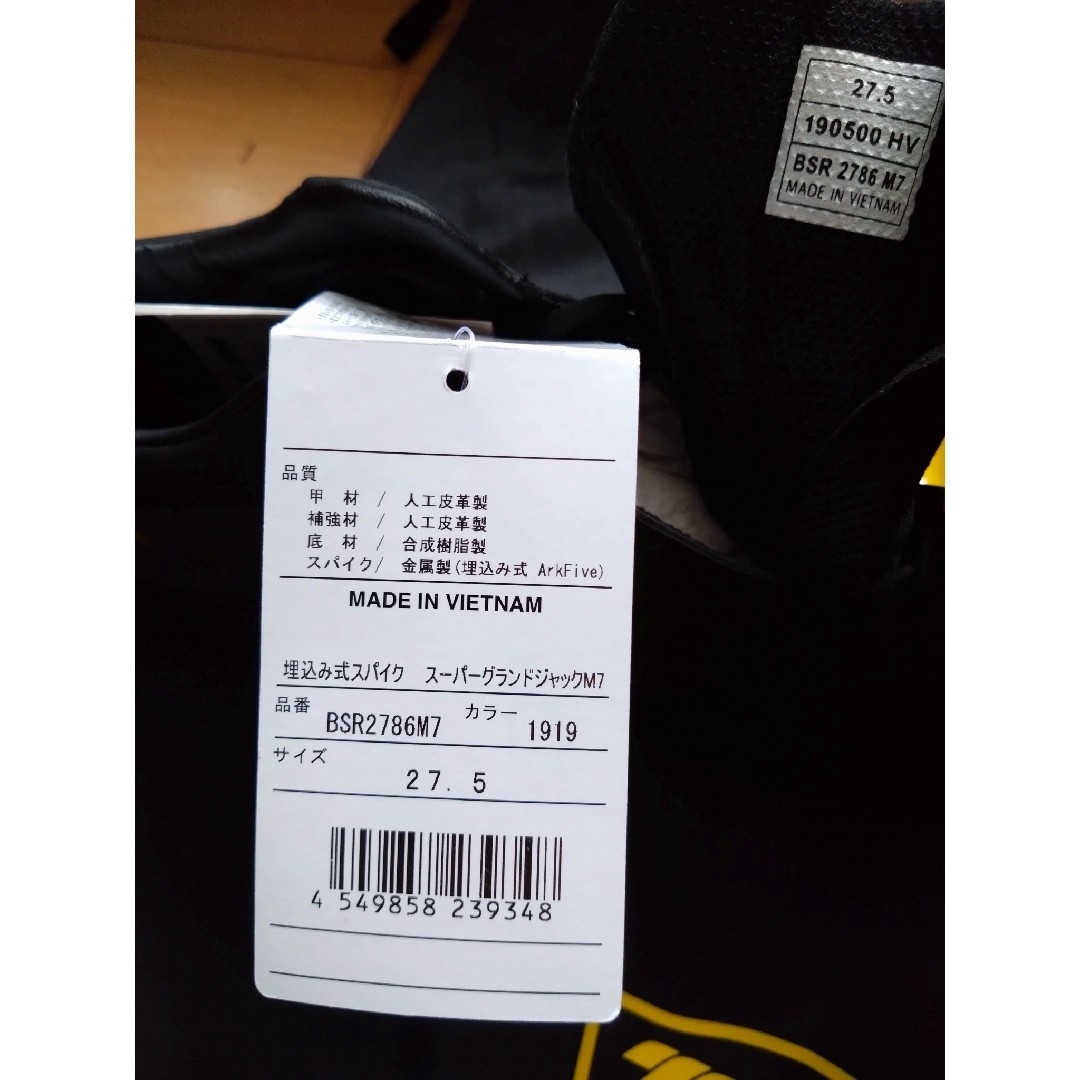 27.5
190500 HV
BSR 2786 M7
MADE IN VIETNAM
品質
甲 材 / 人工皮革製
補強材 / 人工皮革製
底 材 / 合成樹脂製
スパイク/ 金属製(埋込み式 ArkFive)
MADE IN VIETNAM
埋込み式スパイク スーパーグランドジャックM7
品番 BSR2786M7 カラー 1919
サイズ
27.5
4 549858 239348